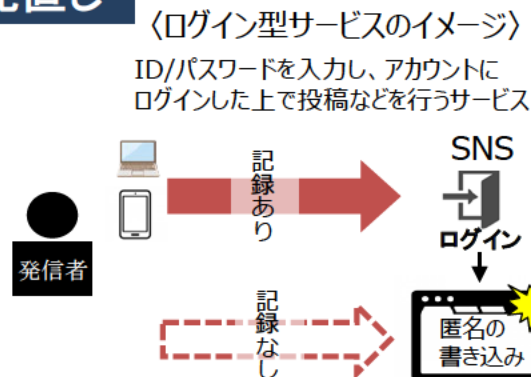 見直し
〈ログイン型サービスのイメージ〉
ID/パスワードを入力し、アカウントに
ログインした上で投稿などを行うサービス
記録あり
SNS
ログイン
発信者
記録なし
匿名の
書き込み